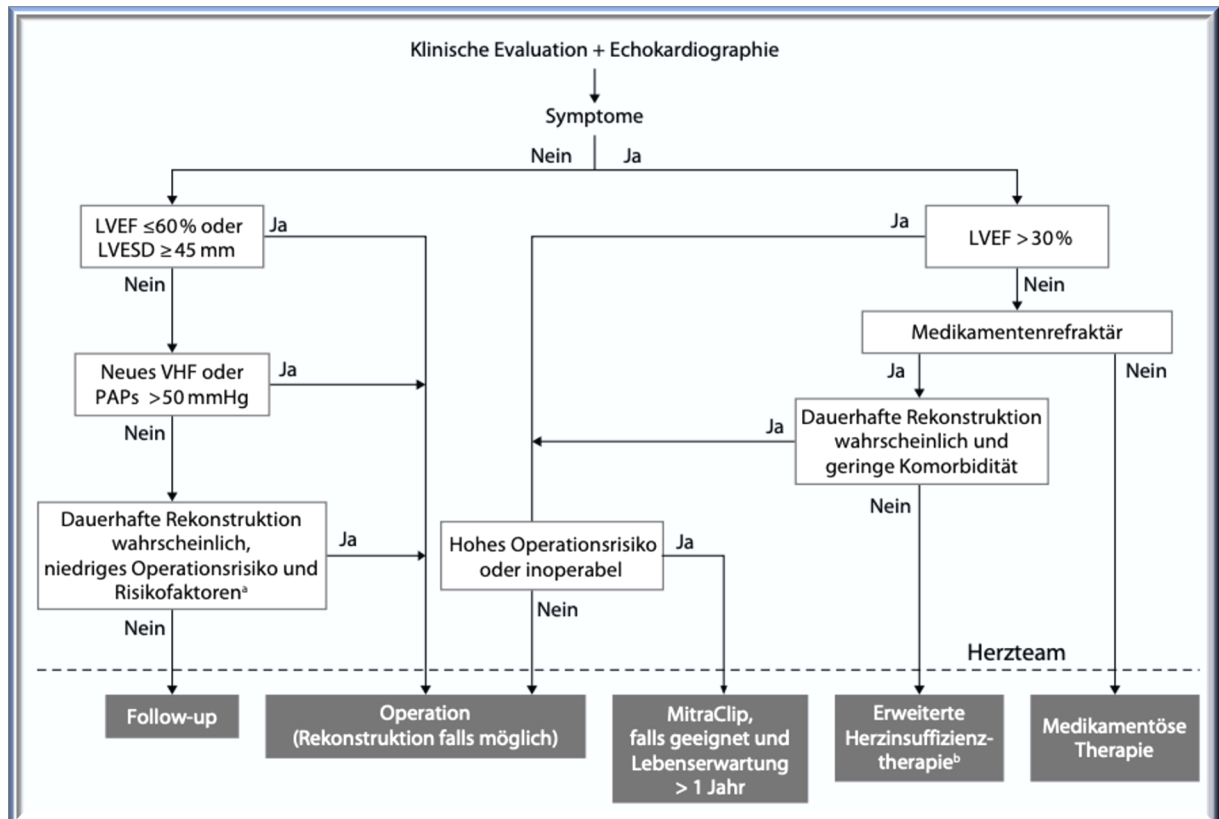 Klinische Evaluation + Echokardiographie
Symptome
Nein
Ja
LVEF ≤60% oder
LVESD ≥45 mm
Ja
Nein
Ja
LVEF >30%
Nein
Medikamentenrefraktär
Neues VHF oder
PAPs >50 mmHg
Ja
Nein
Ja
Nein
Ja
Dauerhafte Rekonstruktion
wahrscheinlich und
geringe Komorbidität
Nein
Dauerhafte Rekonstruktion
wahrscheinlich,
niedriges Operationsrisiko und
Risikofaktorenᵃ
Ja
Nein
Hohes Operationsrisiko
oder inoperabel
Ja
Nein
Herzteam
Follow-up
Operation
(Rekonstruktion falls möglich)
MitraClip,
falls geeignet und
Lebenserwartung
> 1 Jahr
Erweiterte
Herzinsuffizienz-
therapieᵇ
Medikamentöse
Therapie